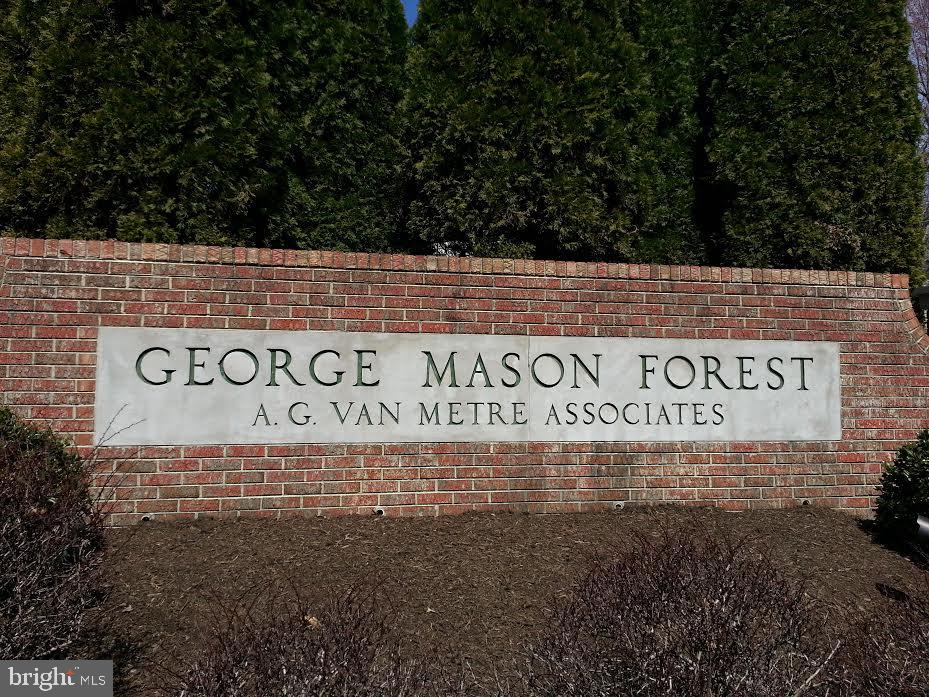 GEORGE MASON FOREST
A. G. VAN METRE ASSOCIATES
bright MLS